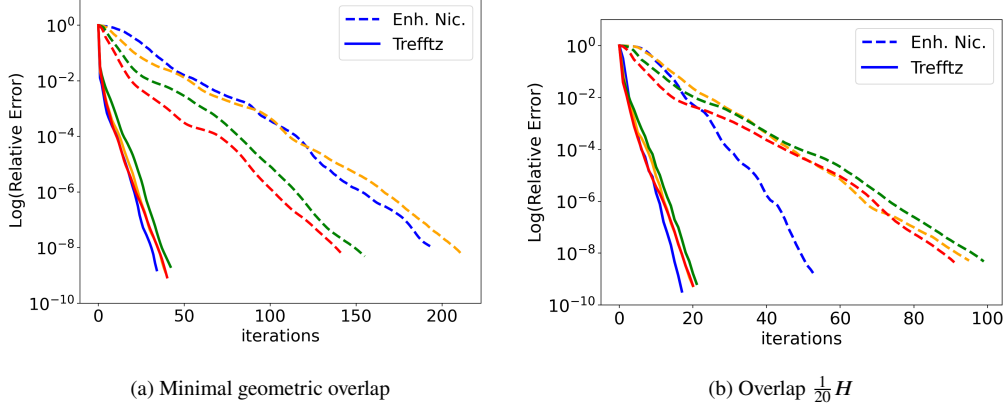 Log(Relative Error)
10^0
10^-2
10^-4
10^-6
10^-8
10^-10
Enh. Nic.
Trefftz
0 50 100 150 200
iterations
(a) Minimal geometric overlap
Log(Relative Error)
10^0
10^-2
10^-4
10^-6
10^-8
10^-10
Enh. Nic.
Trefftz
0 20 40 60 80 100
iterations
(b) Overlap 1/20 H